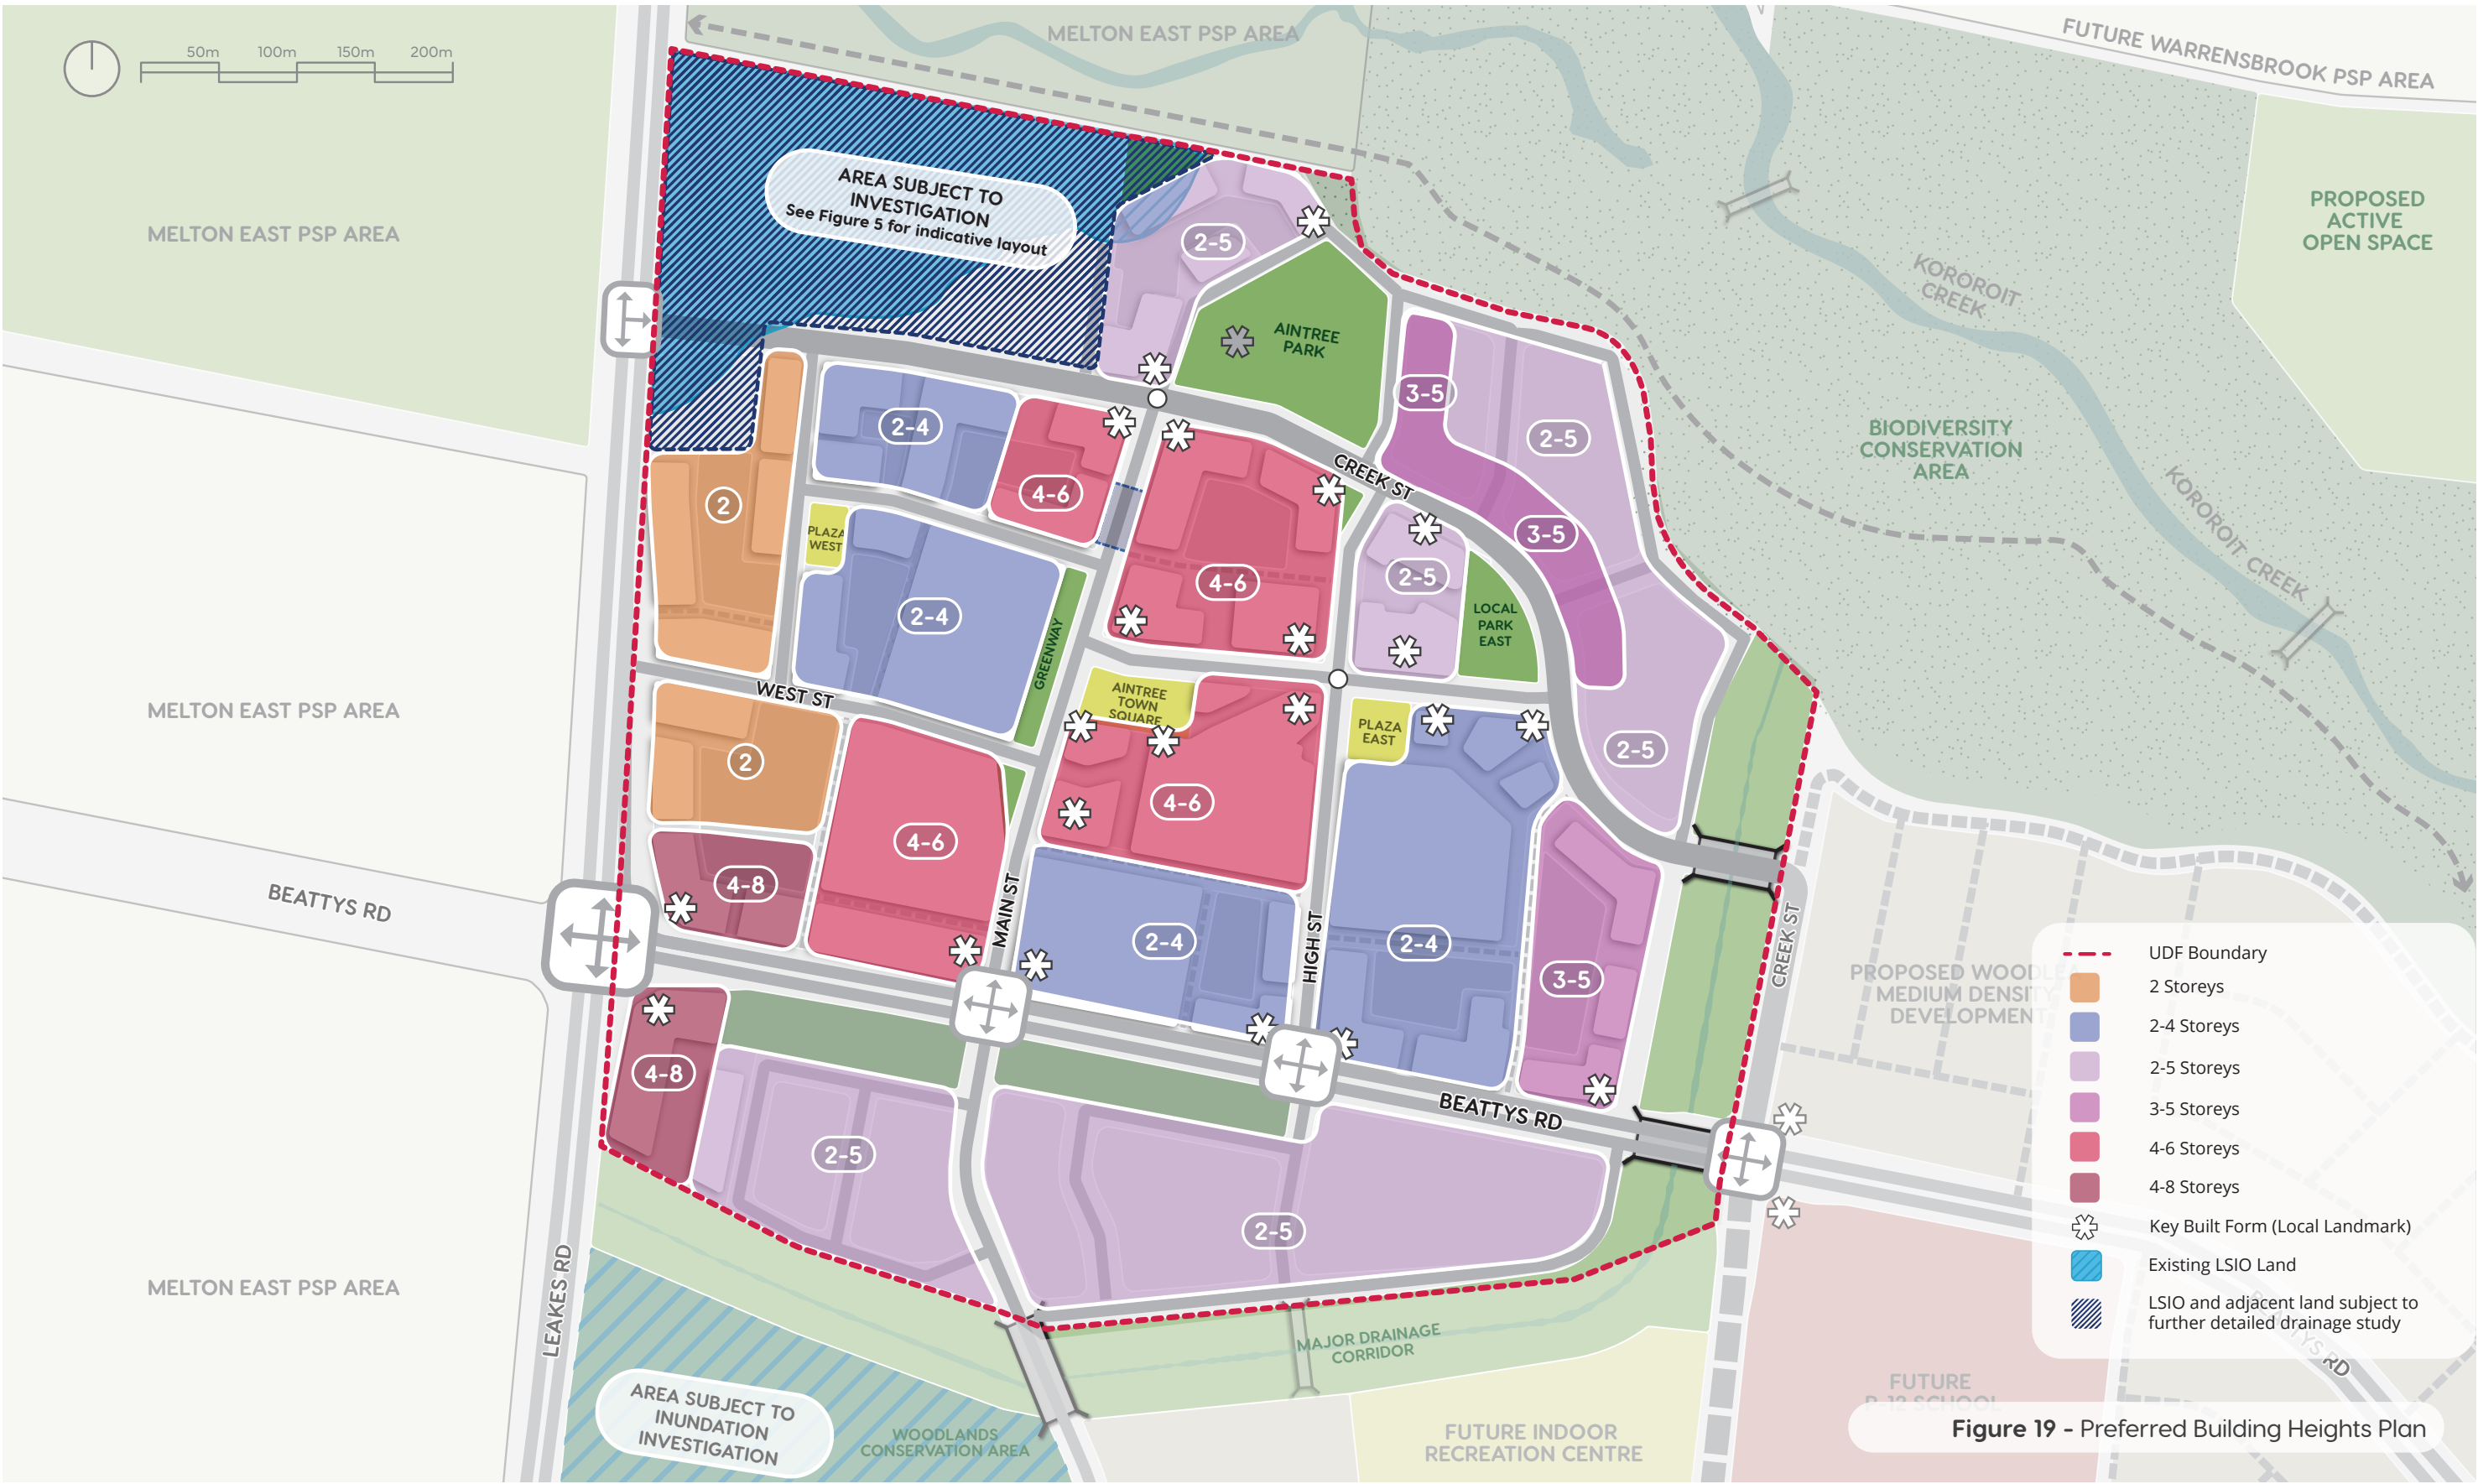 50m 100m 150m 200m
MELTON EAST PSP AREA
FUTURE WARRENSBROOK PSP AREA
AREA SUBJECT TO
INVESTIGATION
See Figure 5 for indicative layout
MELTON EAST PSP AREA
2-5
PROPOSED
ACTIVE
OPEN SPACE
KOROROIT
CREEK
AINTREE
PARK
3-5
2-4
2-5
BIODIVERSITY
CONSERVATION
AREA
CREEK ST
4-6
2
KOROROIT CREEK
PLAZA
WEST
3-5
2-5
4-6
2-4
LOCAL
PARK
EAST
GREENWAY
WEST ST
AINTREE
TOWN
SQUARE
MELTON EAST PSP AREA
PLAZA
EAST
2-5
2
4-6
4-6
4-8
BEATTYS RD
MAIN ST
2-4
HIGH ST
2-4
3-5
CREEK ST
PROPOSED WOODLEA
MEDIUM DENSITY
DEVELOPMENT
UDF Boundary
2 Storeys
2-4 Storeys
2-5 Storeys
3-5 Storeys
4-6 Storeys
4-8 Storeys
Key Built Form (Local Landmark)
Existing LSIO Land
LSIO and adjacent land subject to
further detailed drainage study
4-8
BEATTYS RD
2-5
2-5
MELTON EAST PSP AREA
LEAKES RD
MAJOR DRAINAGE
CORRIDOR
BEATTYS RD
AREA SUBJECT TO
INUNDATION
INVESTIGATION
WOODLANDS
CONSERVATION AREA
FUTURE INDOOR
RECREATION CENTRE
FUTURE
P-12 SCHOOL
Figure 19 - Preferred Building Heights Plan